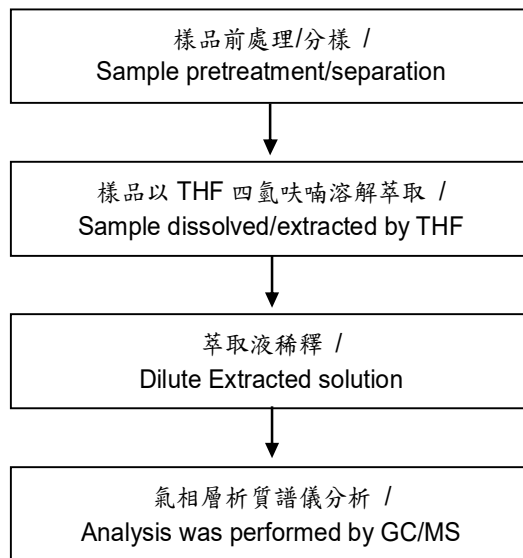 樣品前處理/分樣 /
Sample pretreatment/separation
樣品以 THF 四氫呋喃溶解萃取 /
Sample dissolved/extracted by THF
萃取液稀釋 /
Dilute Extracted solution
氣相層析質譜儀分析 /
Analysis was performed by GC/MS